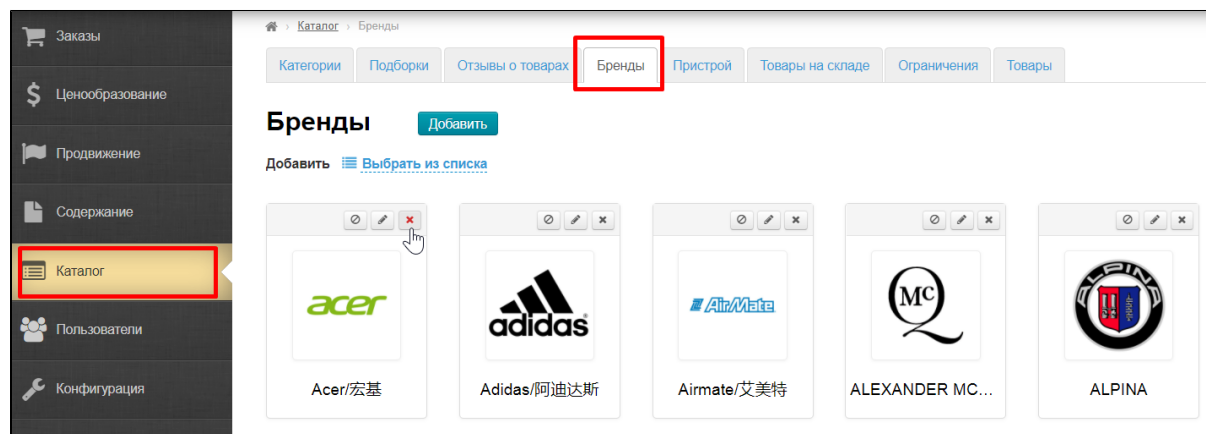 Заказы
Ценообразование
Продвижение
Содержание
Каталог
Пользователи
Конфигурация
› Каталог › Бренды
Категории Подборки Отзывы о товарах Бренды Пристрой Товары на складе Ограничения Товары
Бренды Добавить
Добавить Выбрать из списка
acer
adidas
AirMate
MC Q
ALPINA
Acer/宏基 Adidas/阿迪达斯 Airmate/艾美特 ALEXANDER MC... ALPINA